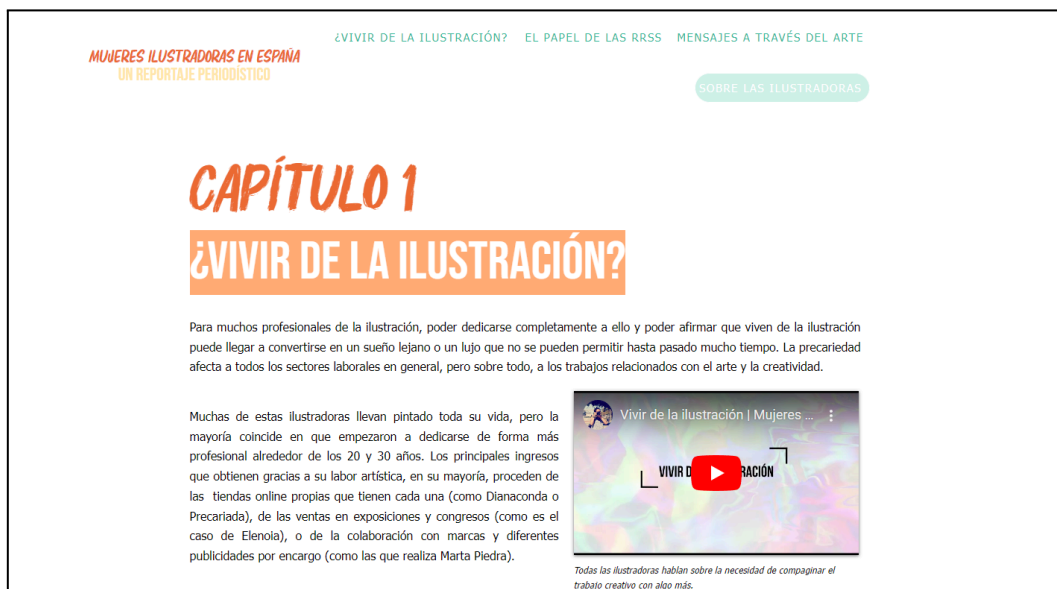 MUJERES ILUSTRADORAS EN ESPAÑA
UN REPORTAJE PERIODÍSTICO
¿VIVIR DE LA ILUSTRACIÓN? EL PAPEL DE LAS RRSS MENSAJES A TRAVÉS DEL ARTE
SOBRE LAS ILUSTRADORAS
CAPÍTULO 1
¿VIVIR DE LA ILUSTRACIÓN?
Para muchos profesionales de la ilustración, poder dedicarse completamente a ello y poder afirmar que viven de la ilustración
puede llegar a convertirse en un sueño lejano o un lujo que no se pueden permitir hasta pasado mucho tiempo. La precariedad
afecta a todos los sectores laborales en general, pero sobre todo, a los trabajos relacionados con el arte y la creatividad.
Muchas de estas ilustradoras llevan pintado toda su vida, pero la
mayoría coincide en que empezaron a dedicarse de forma más
profesional alrededor de los 20 y 30 años. Los principales ingresos
que obtienen gracias a su labor artística, en su mayoría, proceden de
las tiendas online propias que tienen cada una (como Dianaconda o
Precariada), de las ventas en exposiciones y congresos (como es el
caso de Elenoia), o de la colaboración con marcas y diferentes
publicidades por encargo (como las que realiza Marta Piedra).
Vivir de la ilustración | Mujeres ...
VIVIR D RACIÓN
Todas las ilustradoras hablan sobre la necesidad de compaginar el
trabajo creativo con algo más.